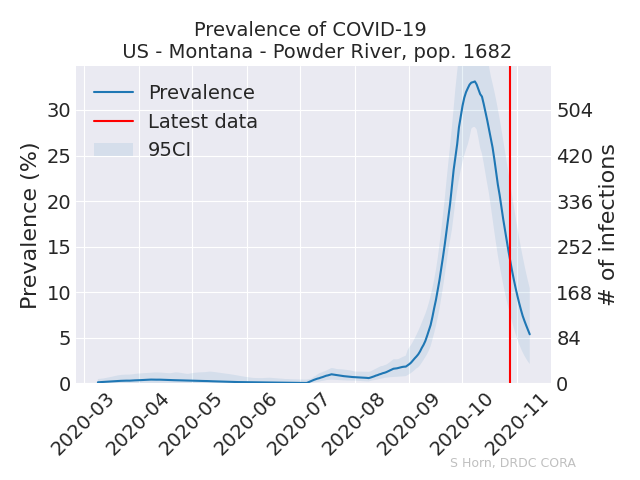 Prevalence of COVID-19
US - Montana - Powder River, pop. 1682
Prevalence
Latest data
95CI
Prevalence (%)
30
25
20
15
10
5
0
504
420
336
252
168
84
0
# of infections
2020-03
2020-04
2020-05
2020-06
2020-07
2020-08
2020-09
2020-10
2020-11
S Horn, DRDC CORA